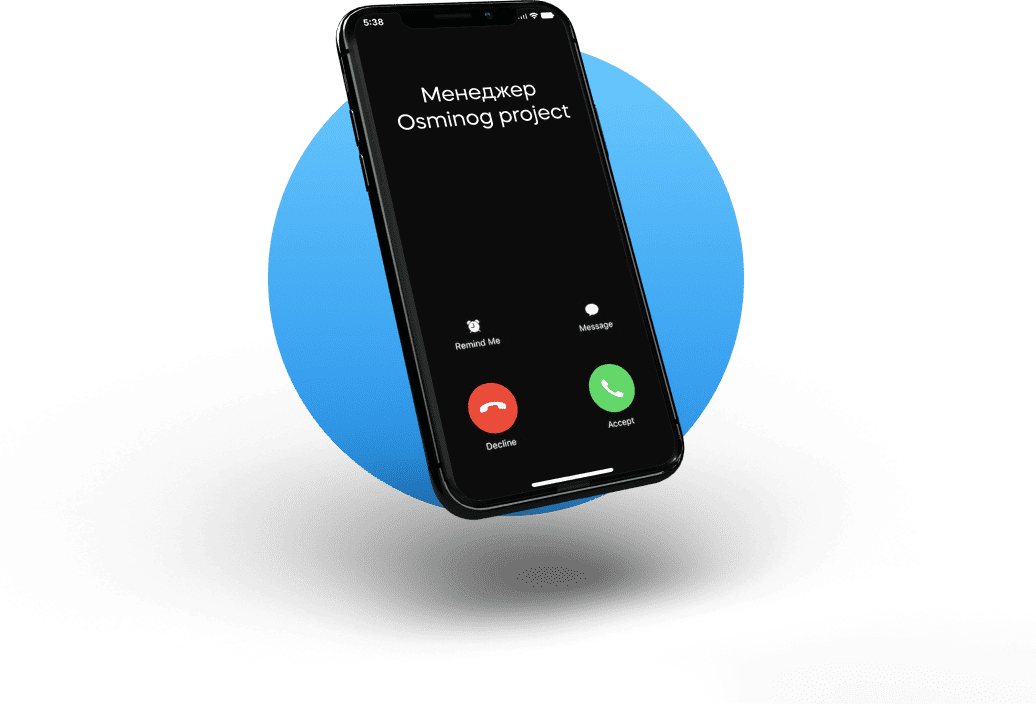 5:38
Менеджер
Osminog project
Remind Me
Message
Decline
Accept